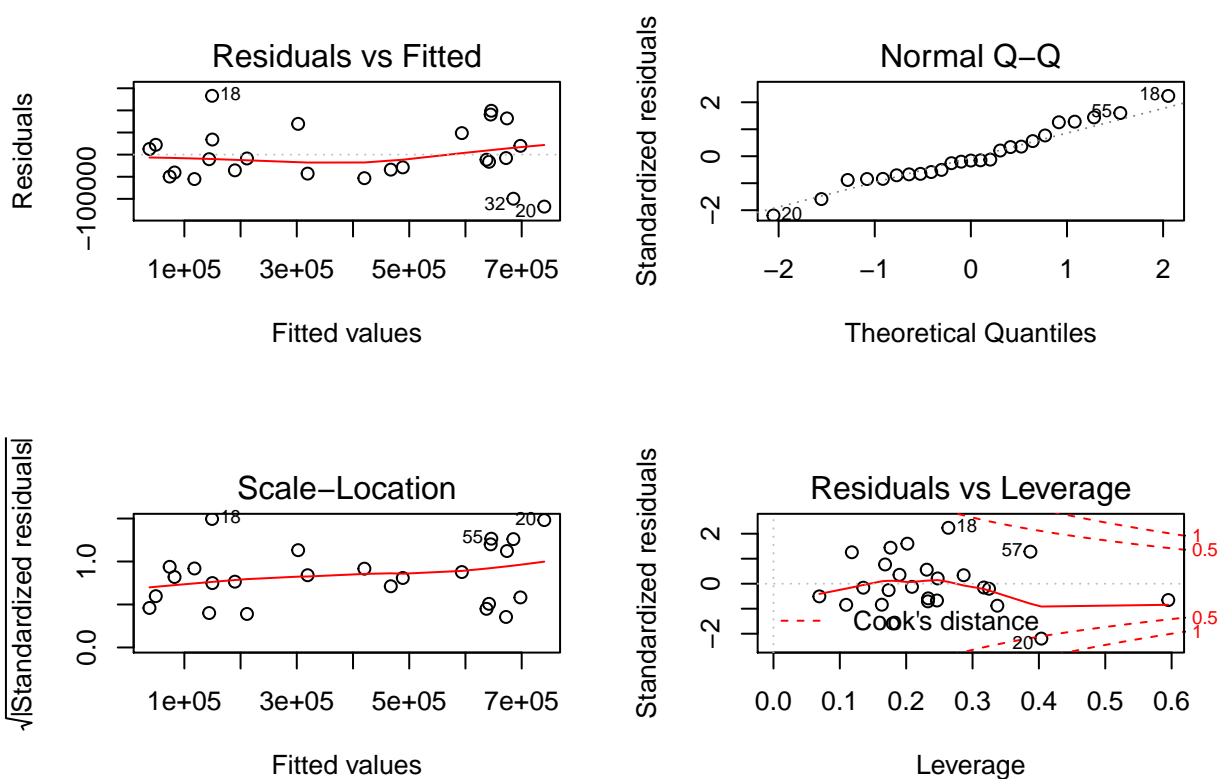 Residuals vs Fitted
Residuals
−100000
18
32
20
1e+05 3e+05 5e+05 7e+05
Fitted values
Normal Q−Q
Standardized residuals
2
0
−2
18
55
20
−2 −1 0 1 2
Theoretical Quantiles
Scale−Location
√|Standardized residuals|
1.0
0.0
18
55
20
1e+05 3e+05 5e+05 7e+05
Fitted values
Residuals vs Leverage
Standardized residuals
2
0
−2
18
57
20
Cook's distance
1
0.5
0.5
1
0.0 0.1 0.2 0.3 0.4 0.5 0.6
Leverage